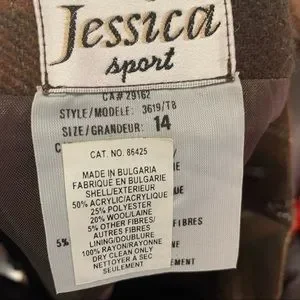 Jessica
sport
CA#29162
STYLE/MODELE: 3619/T8
SIZE/GRANDEUR: 14
CAT. NO. 86425
MADE IN BULGARIA
FABRIQUE EN BULGARIE
SHELL/EXTERIEUR
50% ACRYLIC/ACRYLIQUE
25% POLYESTER
20% WOOL/LAINE
5% OTHER FIBRES/
AUTRES FIBRES
LINING/DOUBLURE
100% RAYON/RAYONNE
DRY CLEAN ONLY
NETTOYER À SEC
SEULEMENT
FIBRES
5%